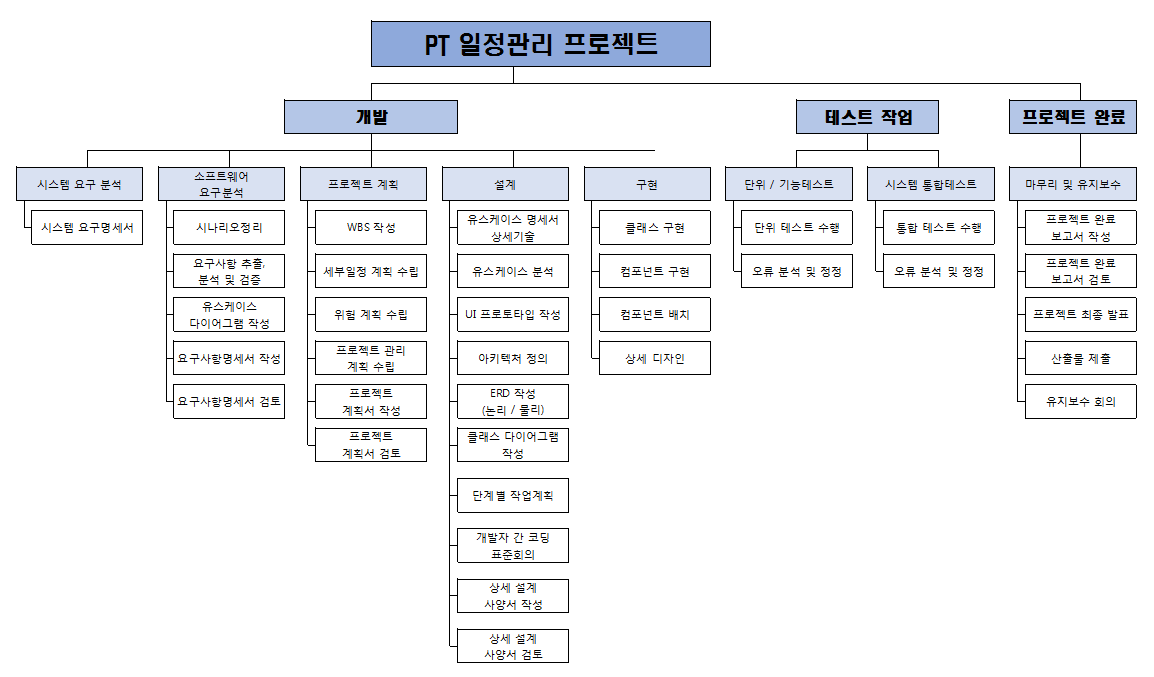 PT 일정관리 프로젝트
개발
테스트 작업
프로젝트 완료
시스템 요구 분석
소프트웨어
요구분석
프로젝트 계획
설계
구현
단위 / 기능테스트
시스템 통합테스트
마무리 및 유지보수
시스템 요구명세서
시나리오정리
요구사항 추출,
분석 및 검증
유스케이스
다이어그램 작성
요구사항명세서 작성
요구사항명세서 검토
WBS 작성
세부일정 계획 수립
위험 계획 수립
프로젝트 관리
계획 수립
프로젝트
계획서 작성
프로젝트
계획서 검토
유스케이스 명세서
상세기술
유스케이스 분석
UI 프로토타입 작성
아키텍처 정의
ERD 작성
(논리 / 물리)
클래스 다이어그램
작성
단계별 작업계획
개발자 간 코딩
표준회의
상세 설계
사양서 작성
상세 설계
사양서 검토
클래스 구현
컴포넌트 구현
컴포넌트 배치
상세 디자인
단위 테스트 수행
오류 분석 및 정정
통합 테스트 수행
오류 분석 및 정정
프로젝트 완료
보고서 작성
프로젝트 완료
보고서 검토
프로젝트 최종 발표
산출물 제출
유지보수 회의